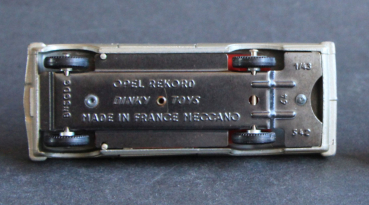 OPEL REKORD
DINKY TOYS
MADE IN FRANCE MECCANO
1/43
542